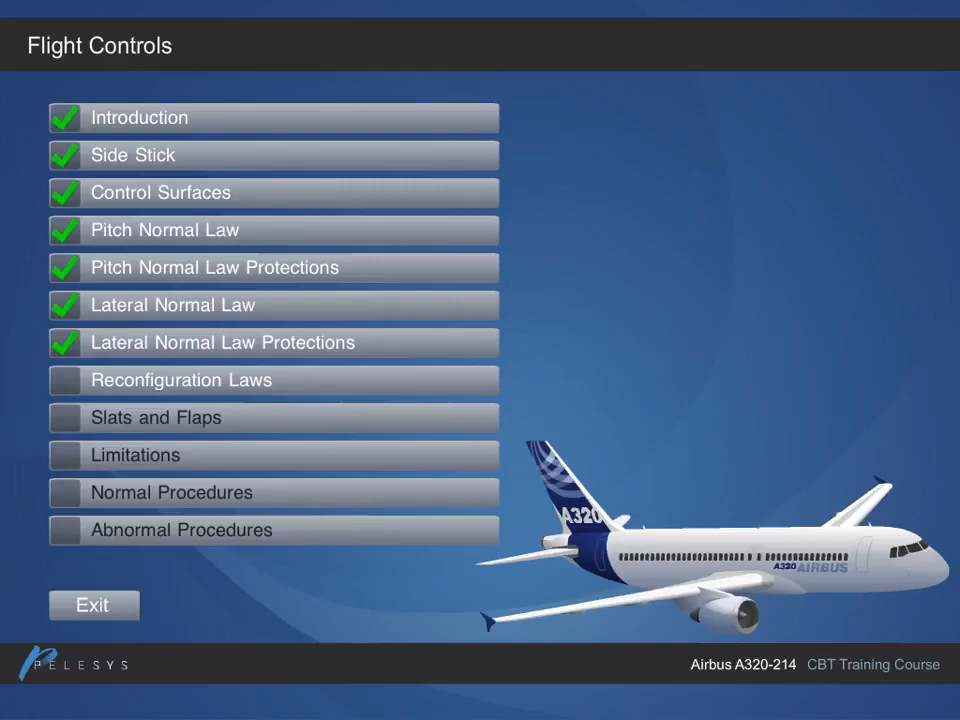 Flight Controls
Introduction
Side Stick
Control Surfaces
Pitch Normal Law
Pitch Normal Law Protections
Lateral Normal Law
Lateral Normal Law Protections
Reconfiguration Laws
Slats and Flaps
Limitations
Normal Procedures
Abnormal Procedures
A320
A320 AIRBUS
Exit
PELESYS
Airbus A320-214 CBT Training Course